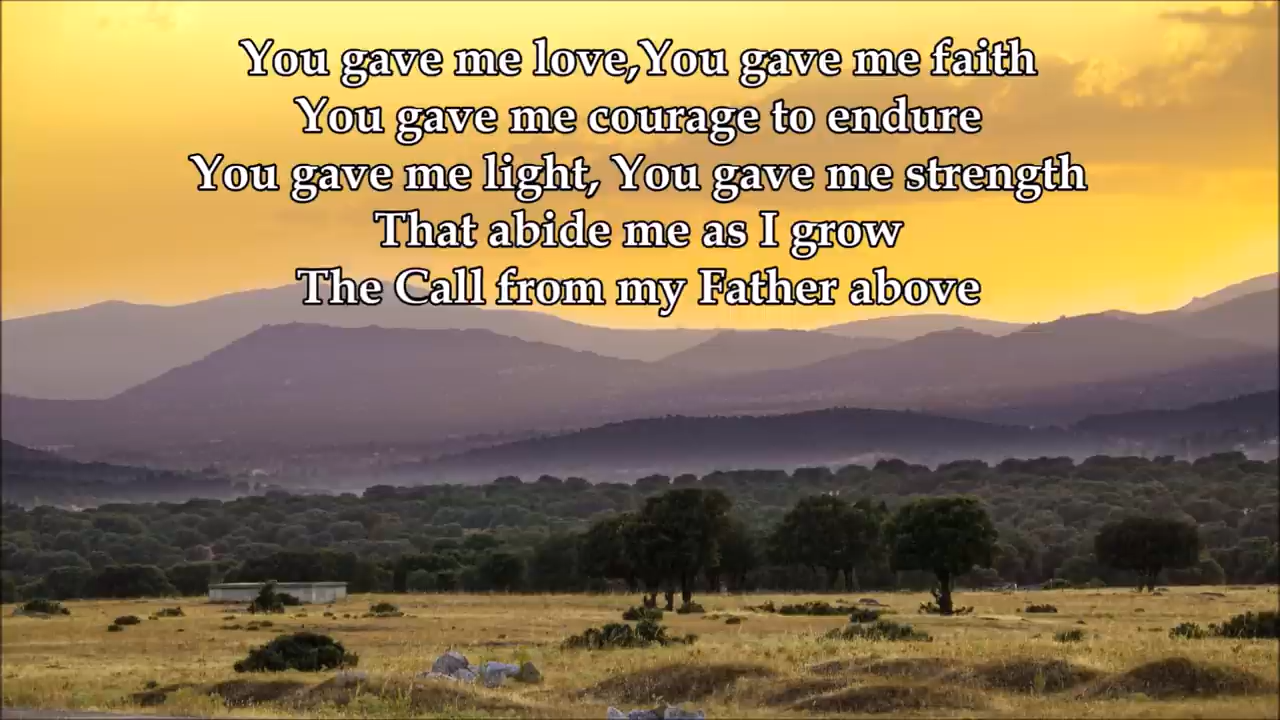 You gave me love,You gave me faith
You gave me courage to endure
You gave me light, You gave me strength
That abide me as I grow
The Call from my Father above